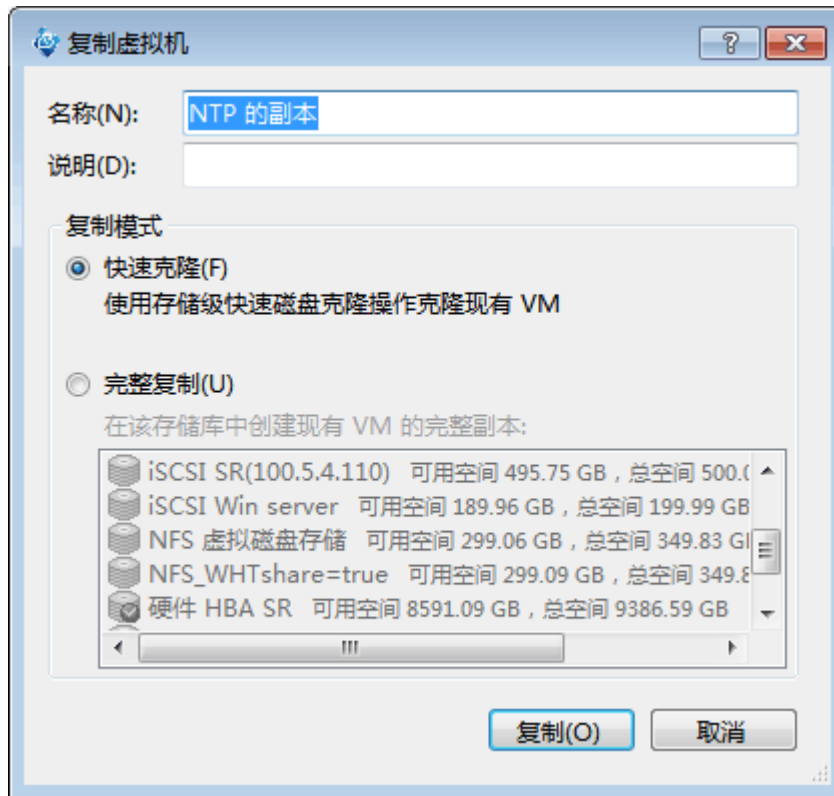 复制虚拟机
名称(N): NTP 的副本
说明(D):
复制模式
快速克隆(F)
使用存储级快速磁盘克隆操作克隆现有 VM
完整复制(U)
在该存储库中创建现有 VM 的完整副本:
iSCSI SR(100.5.4.110) 可用空间 495.75 GB , 总空间 500.
iSCSI Win server 可用空间 189.96 GB , 总空间 199.99 GB
NFS 虚拟磁盘存储 可用空间 299.06 GB , 总空间 349.83 G
NFS_WHTshare=true 可用空间 299.09 GB , 总空间 349.8
硬件 HBA SR 可用空间 8591.09 GB , 总空间 9386.59 GB
复制(O) 取消